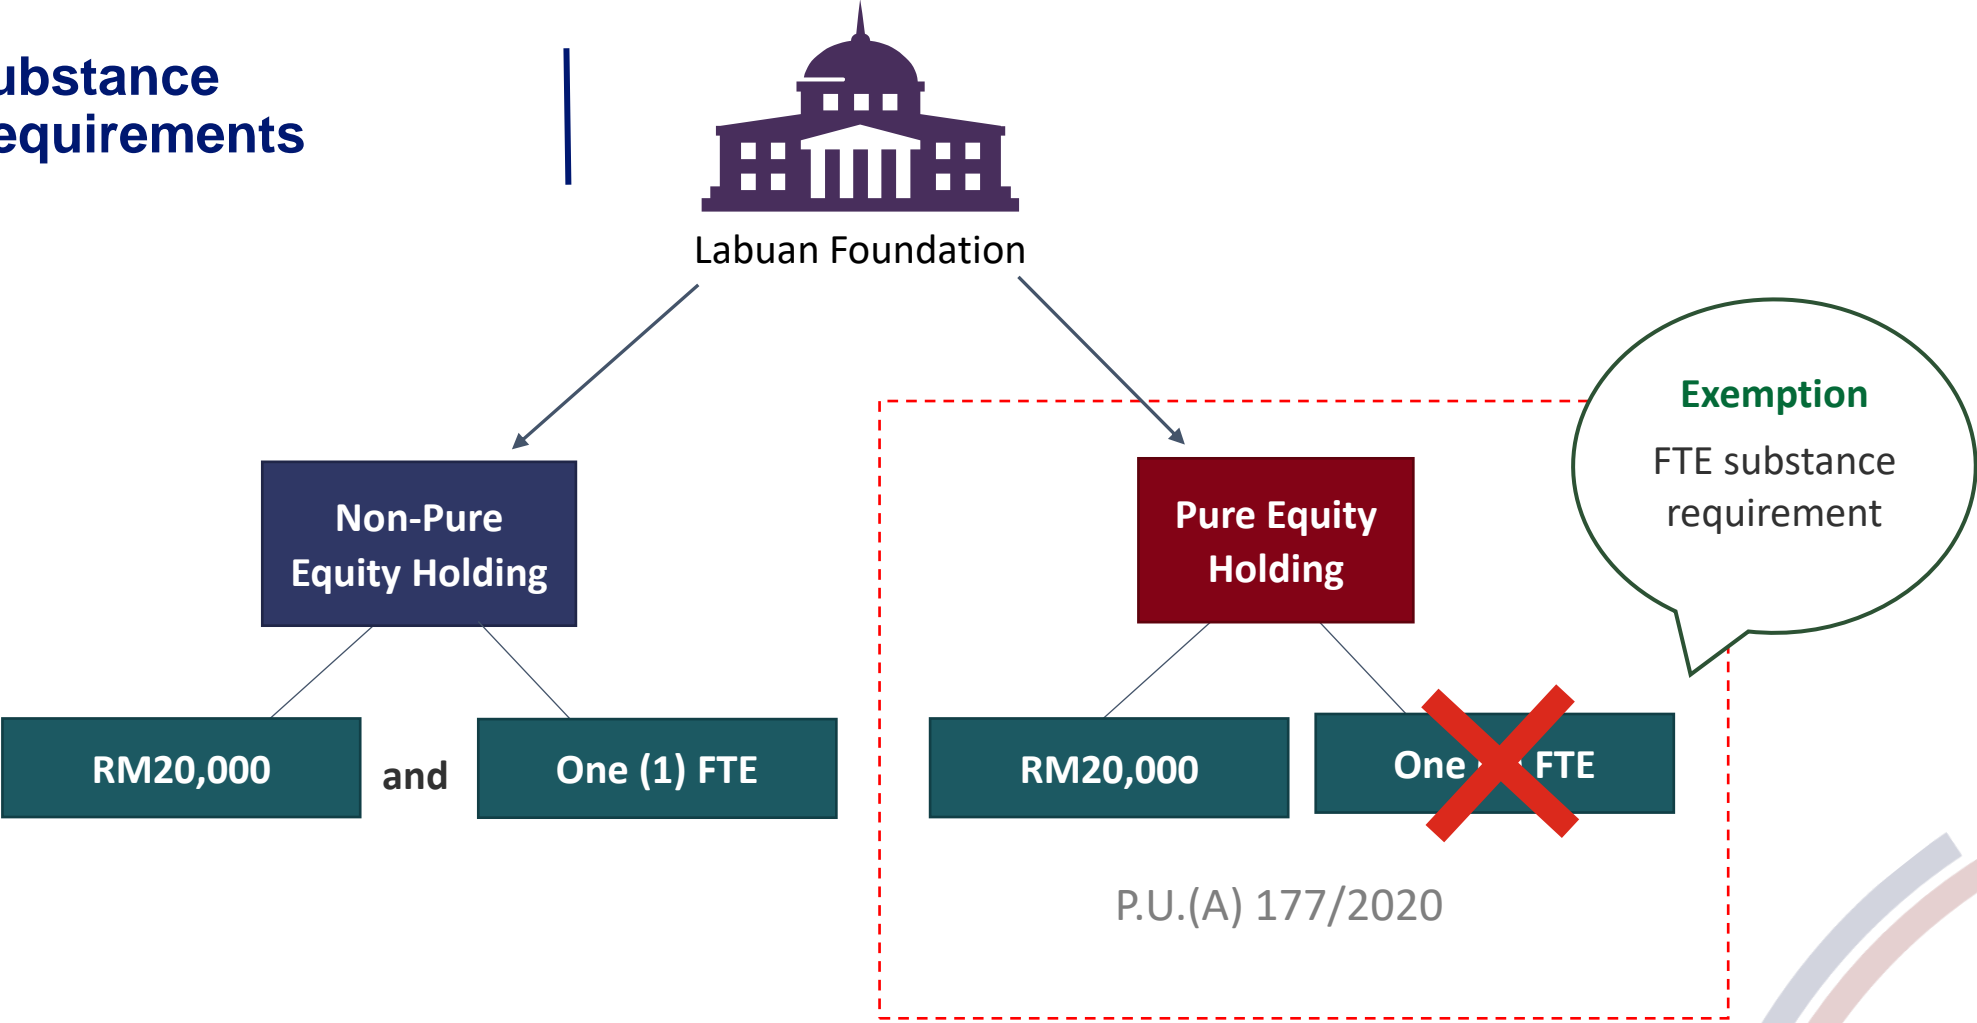 ubstance
equirements
Labuan Foundation
Exemption
FTE substance
requirement
Non-Pure
Equity Holding
Pure Equity
Holding
RM20,000
and
One (1) FTE
RM20,000
One FTE
P.U.(A) 177/2020